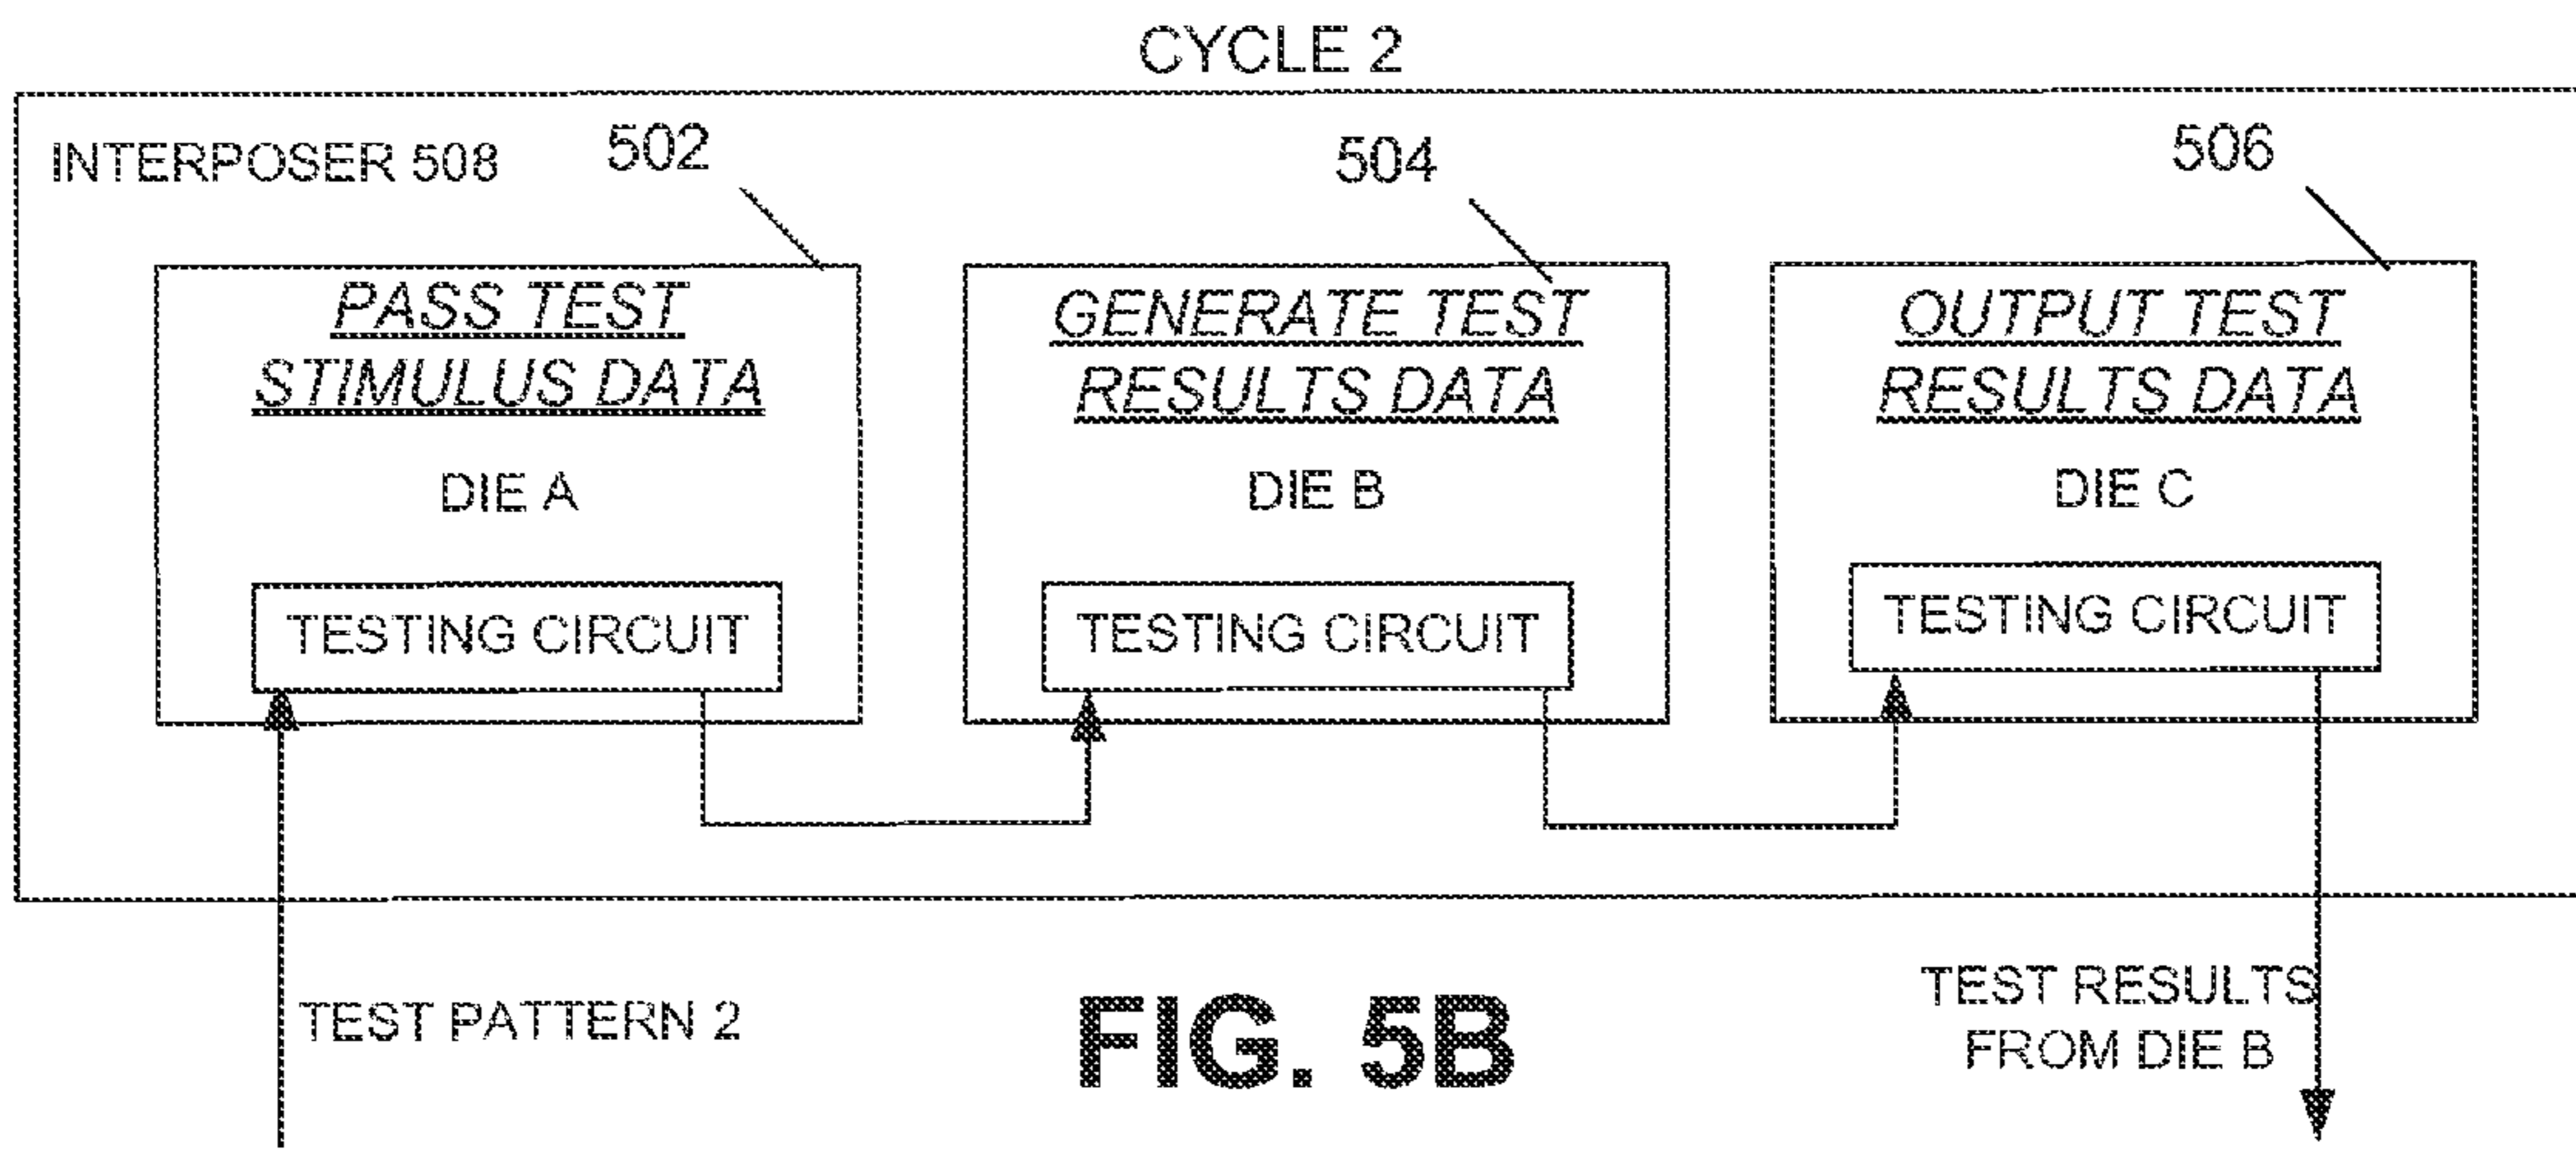 CYCLE 2
INTERPOSER 508
502
504
506
PASS TEST
STIMULUS DATA
DIE A
TESTING CIRCUIT
GENERATE TEST
RESULTS DATA
DIE B
TESTING CIRCUIT
OUTPUT TEST
RESULTS DATA
DIE C
TESTING CIRCUIT
TEST PATTERN 2
TEST RESULTS
FROM DIE B
FIG. 5B